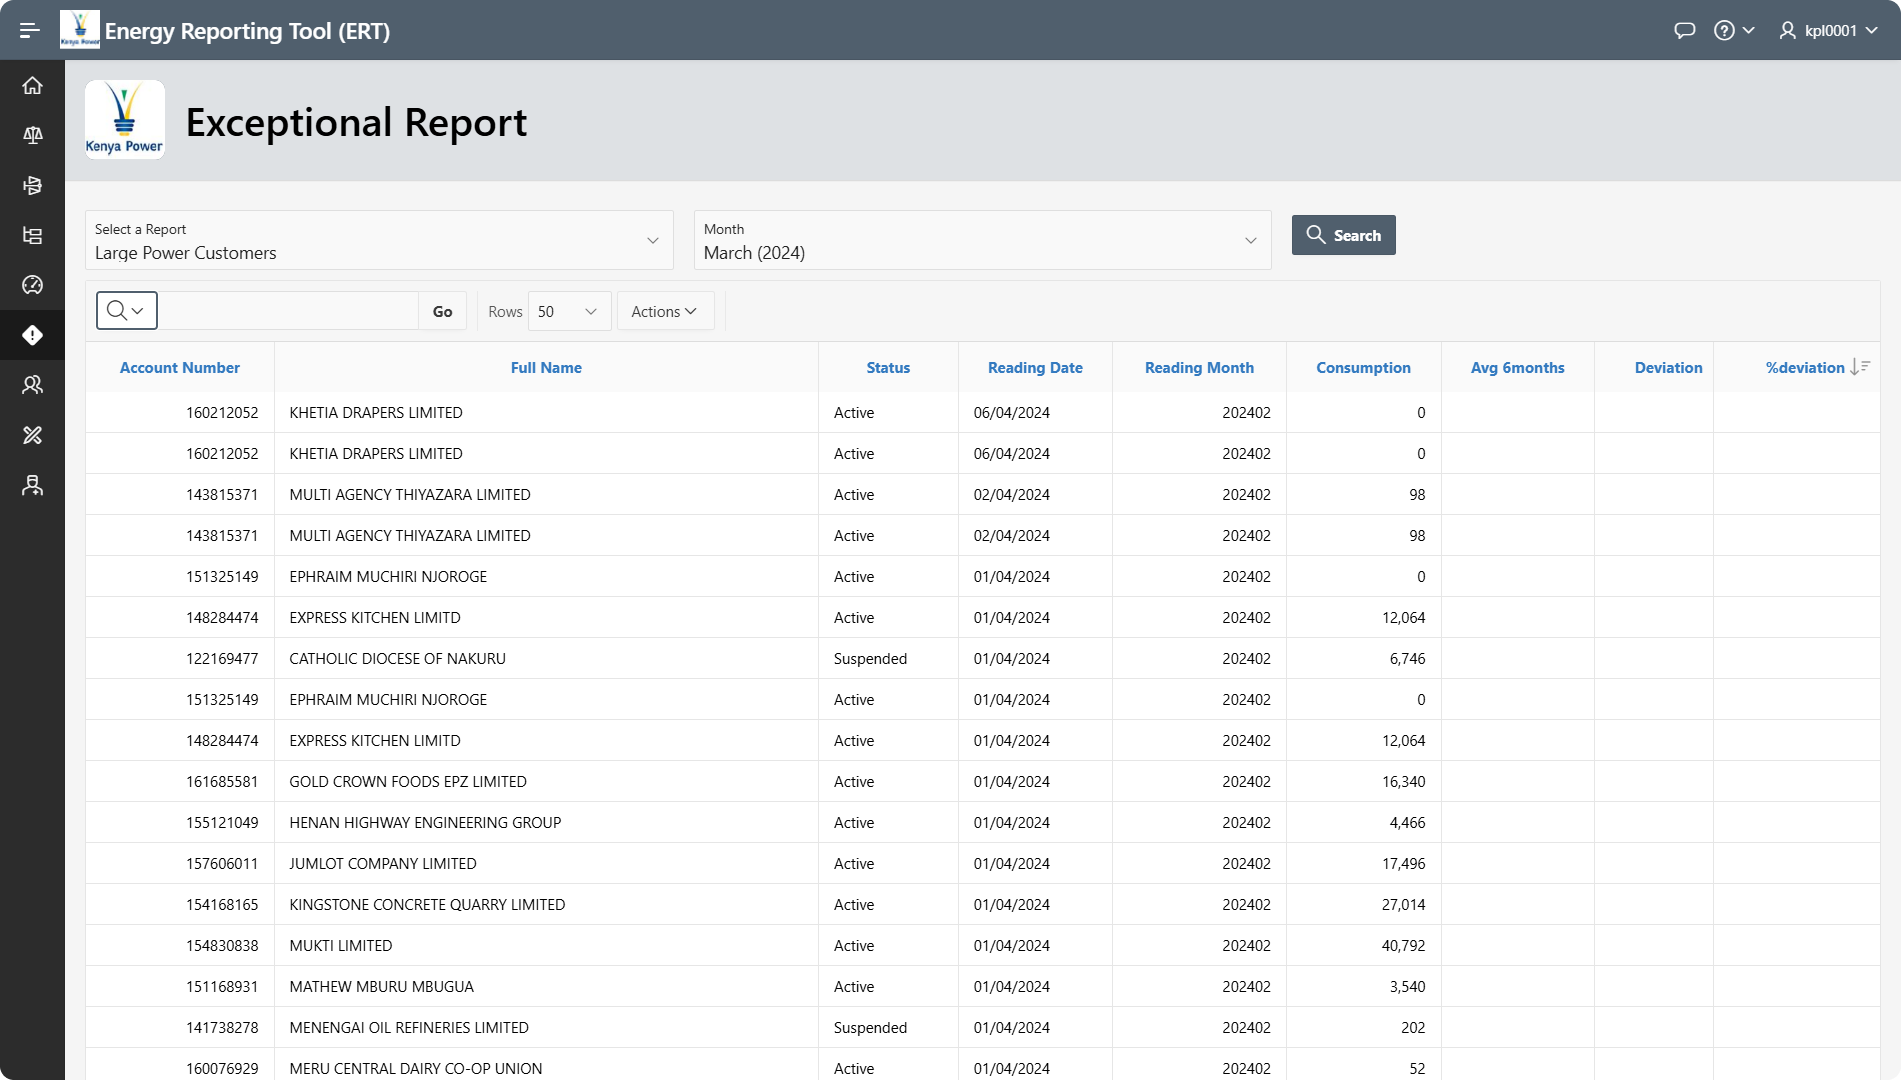 Kenya Power
Energy Reporting Tool (ERT)
kpl0001
Kenya Power
Exceptional Report
Select a Report
Large Power Customers
Month
March (2024)
Search
Go
Rows
50
Actions
Account Number Full Name Status Reading Date Reading Month Consumption Avg 6months Deviation %deviation
160212052 KHETIA DRAPERS LIMITED Active 06/04/2024 202402 0
160212052 KHETIA DRAPERS LIMITED Active 06/04/2024 202402 0
143815371 MULTI AGENCY THIYAZARA LIMITED Active 02/04/2024 202402 98
143815371 MULTI AGENCY THIYAZARA LIMITED Active 02/04/2024 202402 98
151325149 EPHRAIM MUCHIRI NJOROGE Active 01/04/2024 202402 0
148284474 EXPRESS KITCHEN LIMITD Active 01/04/2024 202402 12,064
122169477 CATHOLIC DIOCESE OF NAKURU Suspended 01/04/2024 202402 6,746
151325149 EPHRAIM MUCHIRI NJOROGE Active 01/04/2024 202402 0
148284474 EXPRESS KITCHEN LIMITD Active 01/04/2024 202402 12,064
161685581 GOLD CROWN FOODS EPZ LIMITED Active 01/04/2024 202402 16,340
155121049 HENAN HIGHWAY ENGINEERING GROUP Active 01/04/2024 202402 4,466
157606011 JUMLOT COMPANY LIMITED Active 01/04/2024 202402 17,496
154168165 KINGSTONE CONCRETE QUARRY LIMITED Active 01/04/2024 202402 27,014
154830838 MUKTI LIMITED Active 01/04/2024 202402 40,792
151168931 MATHEW MBURU MBUGUA Active 01/04/2024 202402 3,540
141738278 MENENGAI OIL REFINERIES LIMITED Suspended 01/04/2024 202402 202
160076929 MERU CENTRAL DAIRY CO-OP UNION Active 01/04/2024 202402 52